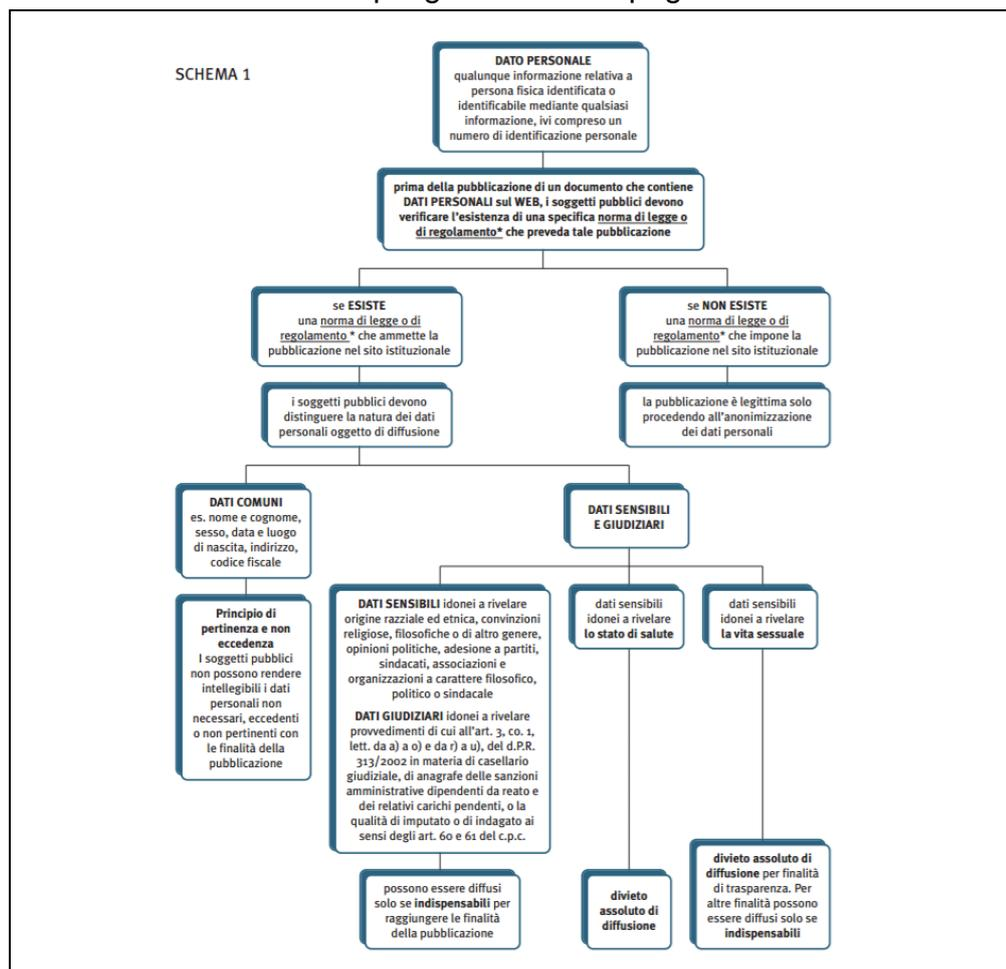 SCHEMA 1
DATO PERSONALE
qualunque informazione relativa a
persona fisica identificata o
identificabile mediante qualsiasi
informazione, ivi compreso un
numero di identificazione personale
prima della pubblicazione di un documento che contiene
DATI PERSONALI sul WEB, i soggetti pubblici devono
verificare l'esistenza di una specifica norma di legge o
di regolamento* che preveda tale pubblicazione
se ESISTE
una norma di legge o di
regolamento * che ammette la
pubblicazione nel sito istituzionale
se NON ESISTE
una norma di legge o di
regolamento* che impone la
pubblicazione nel sito istituzionale
i soggetti pubblici devono
distinguere la natura dei dati
personali oggetto di diffusione
la pubblicazione è legittima solo
procedendo all'anonimizzazione
dei dati personali
DATI COMUNI
es. nome e cognome,
sesso, data e luogo
di nascita, indirizzo,
codice fiscale
DATI SENSIBILI
E GIUDIZIARI
Principio di
pertinenza e non
eccedenza
I soggetti pubblici
non possono rendere
intellegibili i dati
personali non
necessari, eccedenti
o non pertinenti con
le finalità della
pubblicazione
DATI SENSIBILI idonei a rivelare
origine razziale ed etnica, convinzioni
religiose, filosofiche o di altro genere,
opinioni politiche, adesione a partiti,
sindacati, associazioni e
organizzazioni a carattere filosofico,
politico o sindacale
DATI GIUDIZIARI idonei a rivelare
provvedimenti di cui all'art. 3, co. 1,
lett. da a) a o) e da r) a u), del d.P.R.
313/2002 in materia di casellario
giudiziale, di anagrafe delle sanzioni
amministrative dipendenti da reato e
dei relativi carichi pendenti, o la
qualità di imputato o di indagato ai
sensi degli art. 60 e 61 del c.p.c.
dati sensibili
idonei a rivelare
lo stato di salute
dati sensibili
idonei a rivelare
la vita sessuale
possono essere diffusi
solo se indispensabili per
raggiungere le finalità
della pubblicazione
divieto
assoluto di
diffusione
divieto assoluto di
diffusione per finalità
di trasparenza. Per
altre finalità possono
essere diffusi solo se
indispensabili